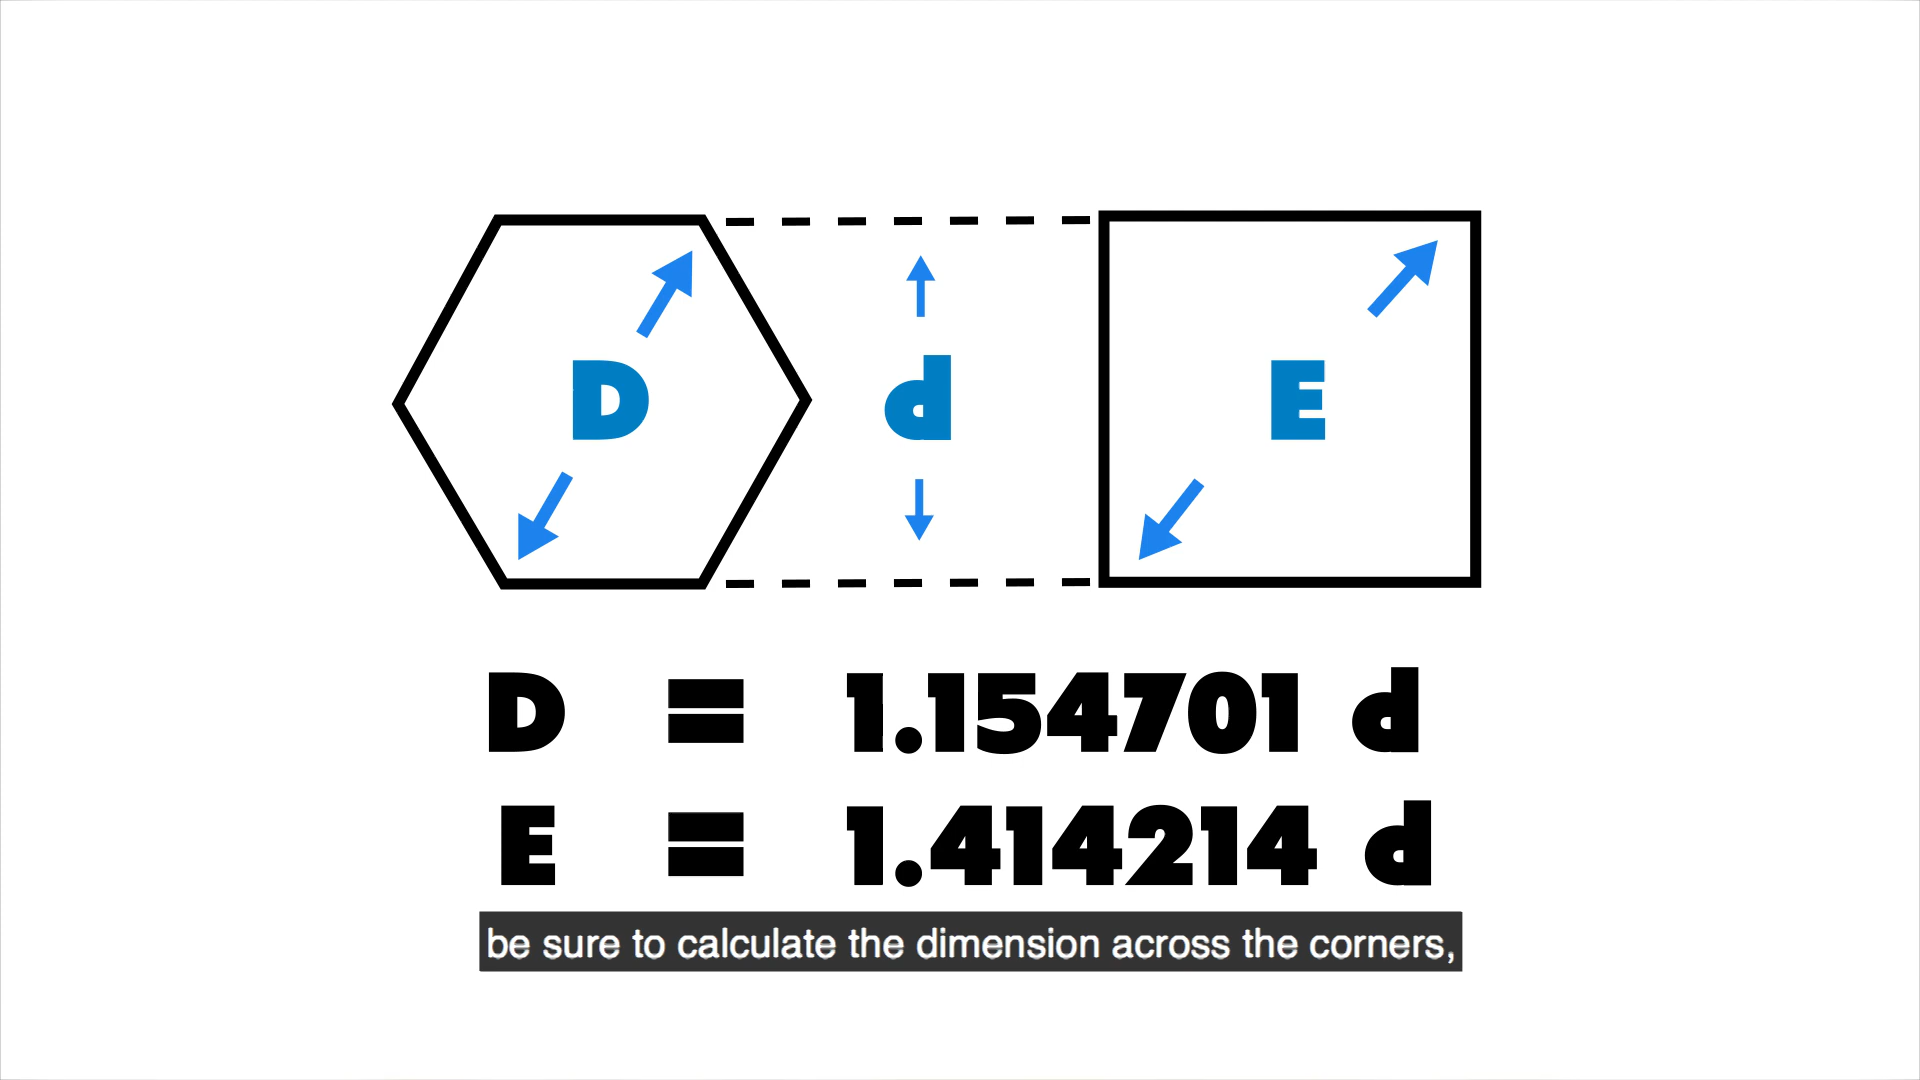 D d E
D = 1.154701 d
E = 1.414214 d
be sure to calculate the dimension across the corners,